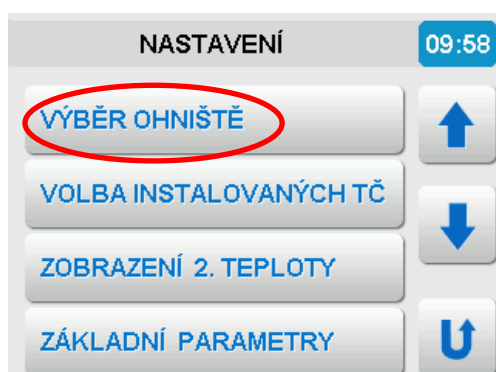 NASTAVENÍ
09:58
VÝBĚR OHNIŠTĚ
VOLBA INSTALOVANÝCH TČ
ZOBRAZENÍ 2. TEPLOTY
ZÁKLADNÍ PARAMETRY